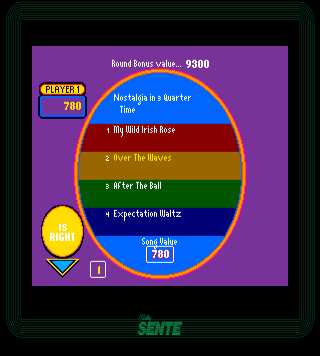 Round Bonus value... 9300
PLAYER 1
780
Nostalgia in a Quarter
Time
1 My Wild Irish Rose
2 Over The Waves
3 After The Ball
4 Expectation Waltz
IS
RIGHT
Song Value
780
1
Bally
SENTE